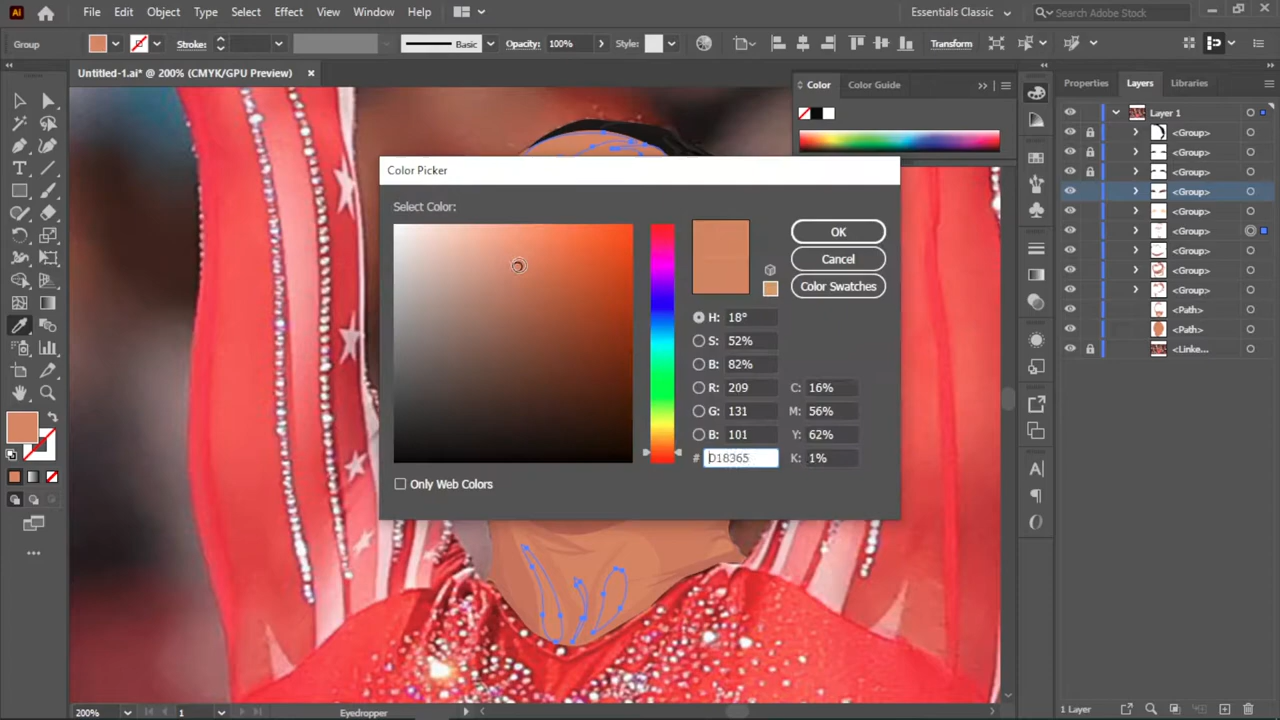 Ai File Edit Object Type Select Effect View Window Help Essentials Classic Search Adobe Stock
Group Stroke: Basic Opacity: 100% Style: Transform
Untitled-1.ai* @ 200% (CMYK/GPU Preview)
Color Color Guide
Properties Layers Libraries
Layer 1
<Group>
<Group>
<Group>
<Group>
<Group>
<Group>
<Group>
<Group>
<Group>
<Path>
<Path>
<Linke...
Color Picker
Select Color:
OK
Cancel
Color Swatches
H: 18°
S: 52%
B: 82%
R: 209 C: 16%
G: 131 M: 56%
B: 101 Y: 62%
# D18365 K: 1%
Only Web Colors
200% 1 Eyedropper
1 Layer